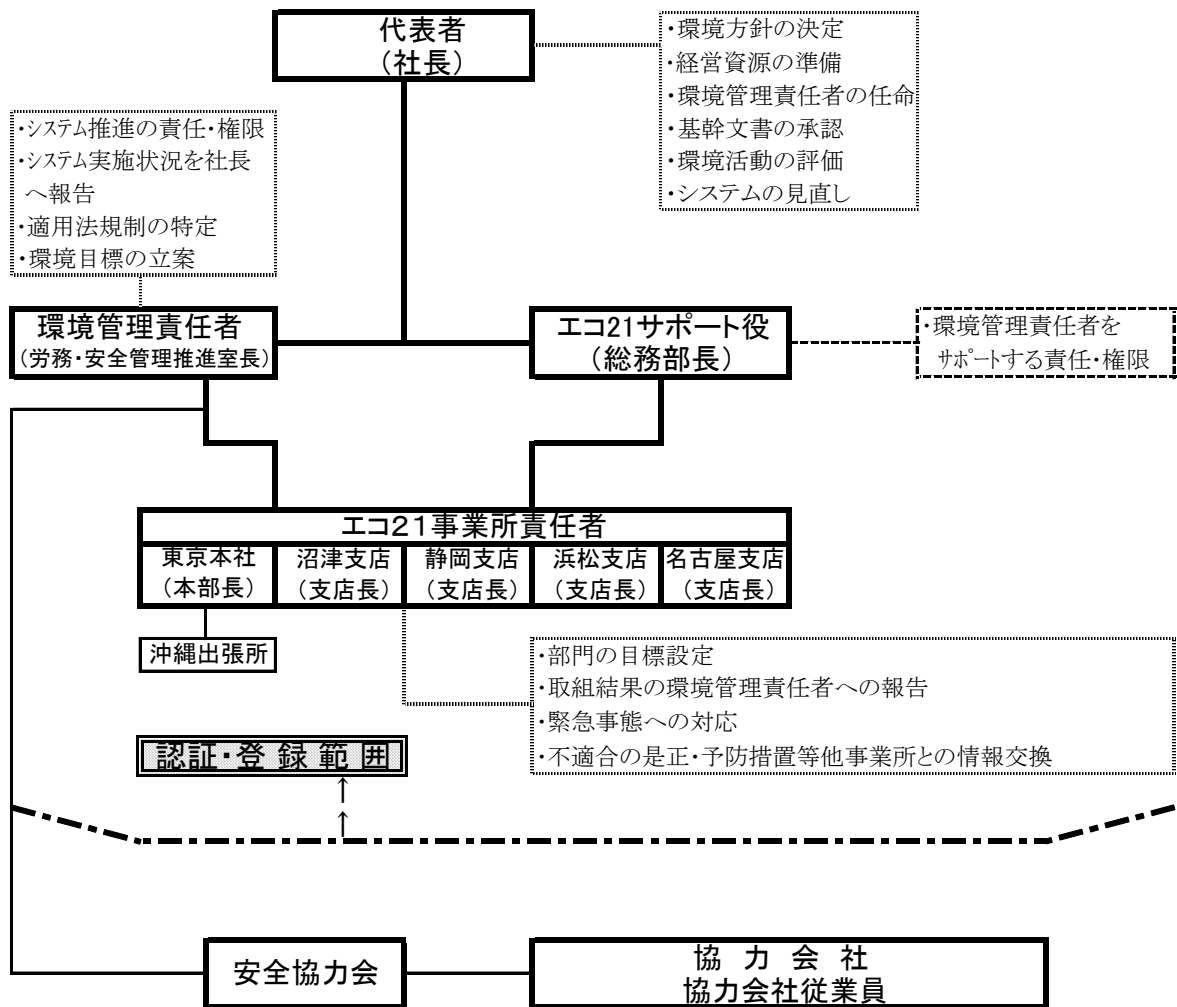 代表者
(社長)
・環境方針の決定
・経営資源の準備
・環境管理責任者の任命
・基幹文書の承認
・環境活動の評価
・システムの見直し
・システム推進の責任・権限
・システム実施状況を社長
へ報告
・適用法規制の特定
・環境目標の立案
環境管理責任者
(労務・安全管理推進室長)
エコ21サポート役
(総務部長)
・環境管理責任者を
サポートする責任・権限
エコ21事業所責任者
東京本社
(本部長)
沼津支店
(支店長)
静岡支店
(支店長)
浜松支店
(支店長)
名古屋支店
(支店長)
沖縄出張所
・部門の目標設定
・取組結果の環境管理責任者への報告
・緊急事態への対応
・不適合の是正・予防措置等他事業所との情報交換
認証・登録範囲
↑
↑
安全協力会
協力会社
協力会社従業員